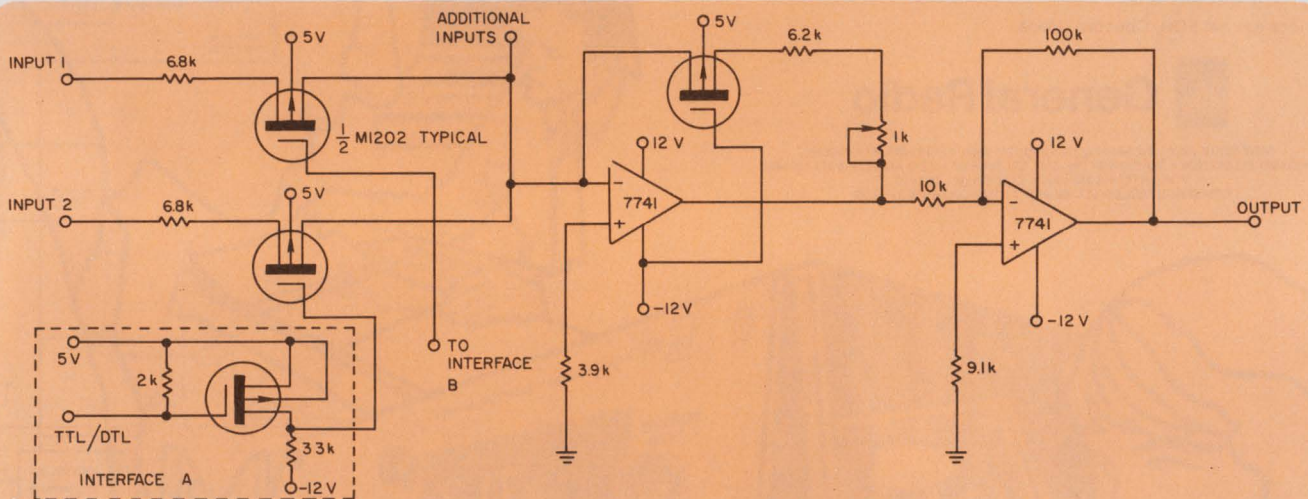 INPUT 1
6.8k
5V
ADDITIONAL
INPUTS
1/2 M1202 TYPICAL
5V
6.2k
1k
100k
INPUT 2
6.8k
5V
12 V
-
7741
+
-12V
3.9k
10k
12 V
-
7741
+
-12V
9.1k
OUTPUT
TO
INTERFACE
B
5V
2k
TTL/DTL
33k
-12V
INTERFACE A